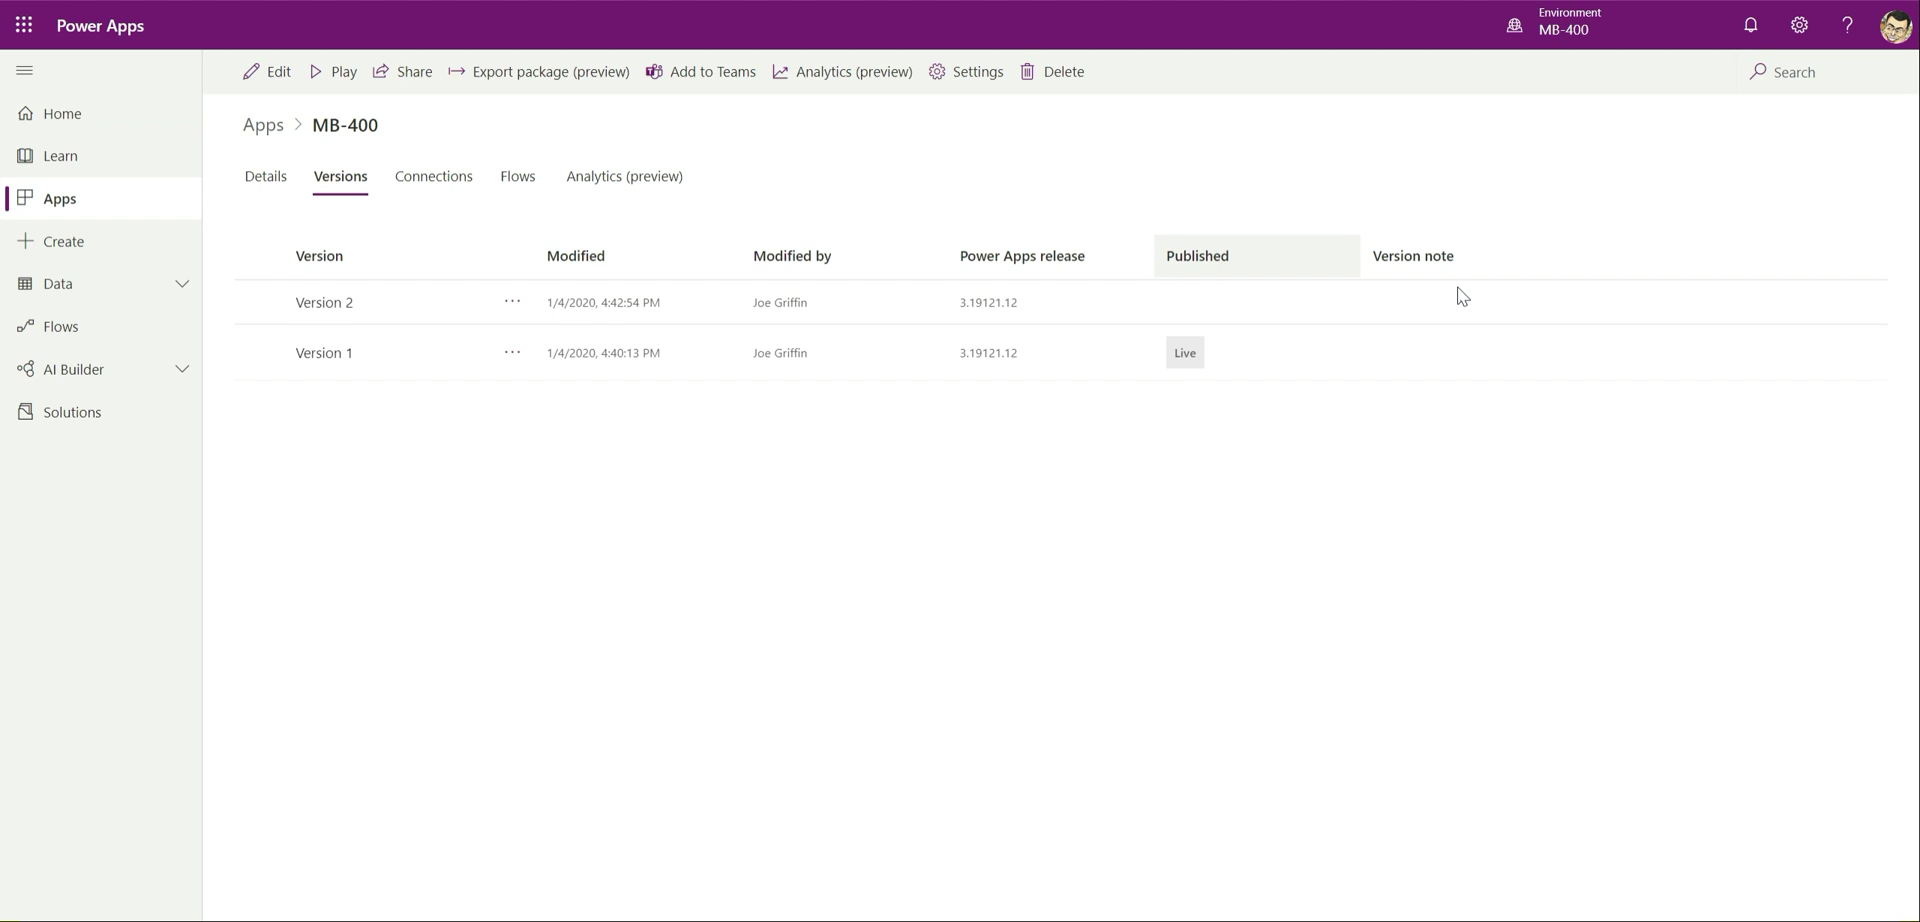 Power Apps
Environment
MB-400
Edit Play Share Export package (preview) Add to Teams Analytics (preview) Settings Delete Search
Home
Learn
Apps
Create
Data
Flows
AI Builder
Solutions
Apps > MB-400
Details Versions Connections Flows Analytics (preview)
Version Modified Modified by Power Apps release Published Version note
Version 2 ... 1/4/2020, 4:42:54 PM Joe Griffin 3.19121.12
Version 1 ... 1/4/2020, 4:40:13 PM Joe Griffin 3.19121.12 Live